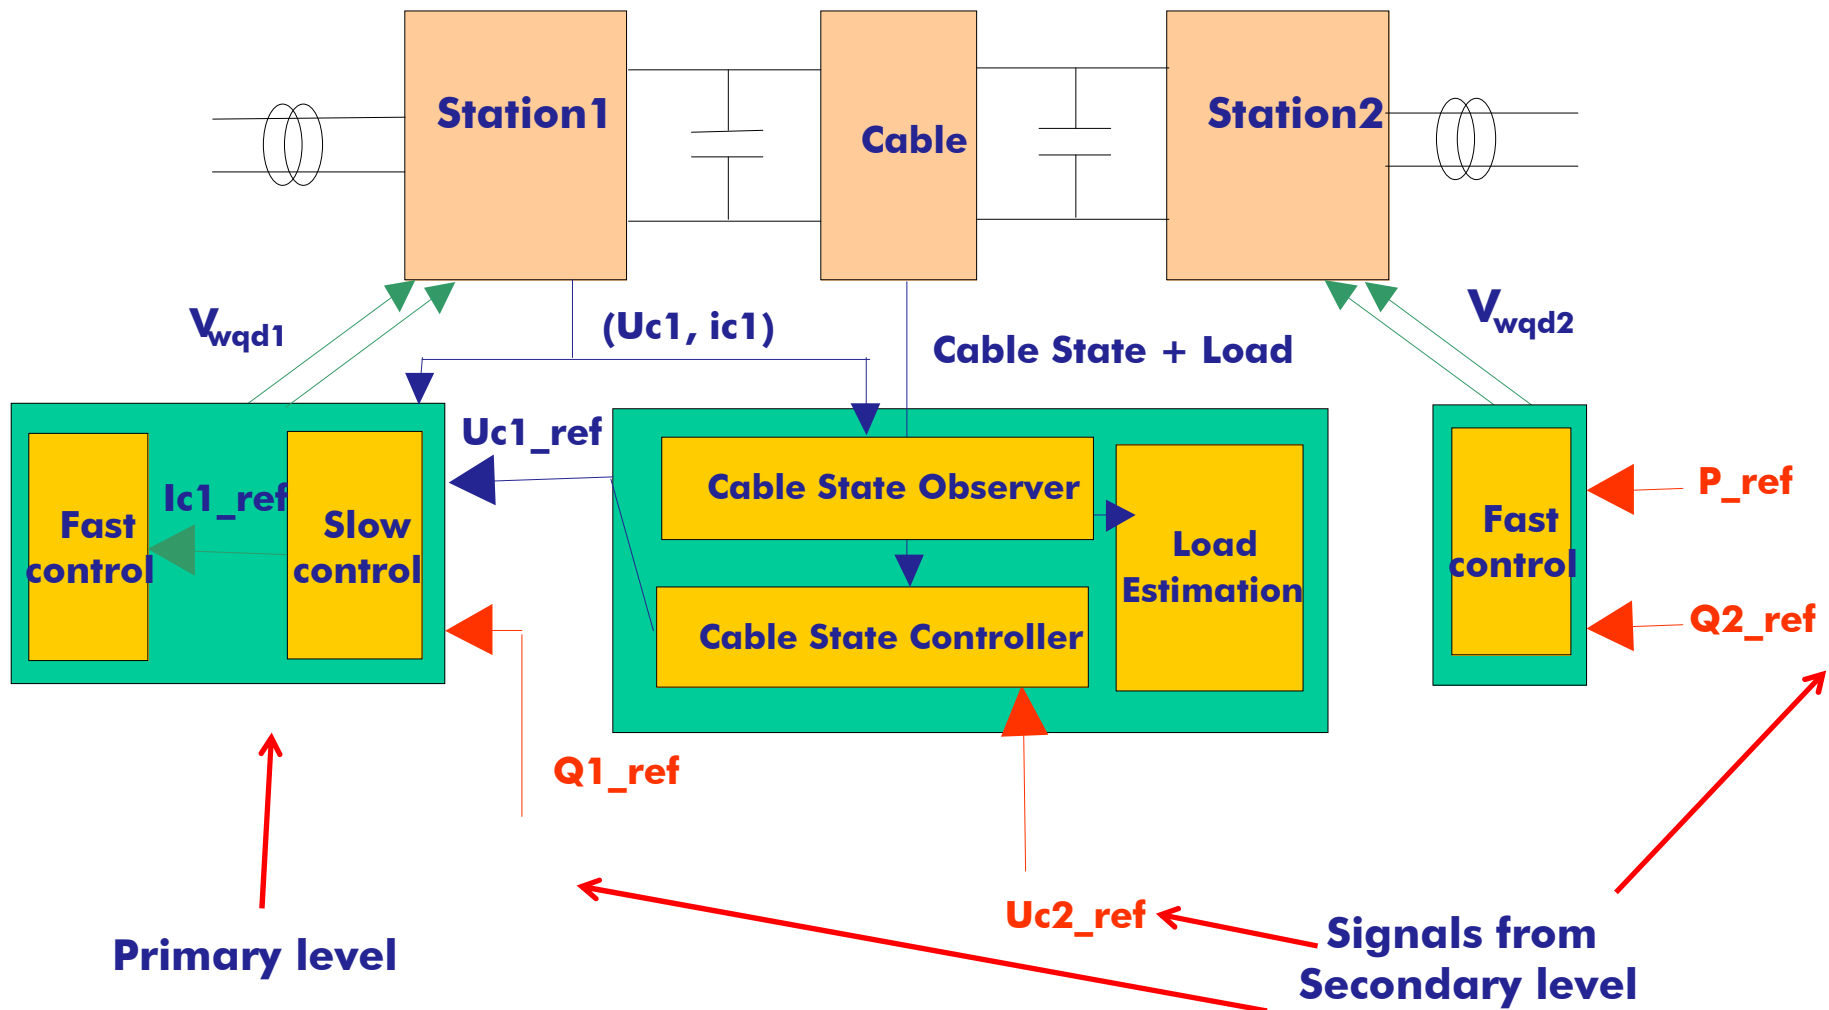 Station1
Cable
Station2
Vwqd1
(Uc1, ic1)
Cable State + Load
Vwqd2
Uc1_ref
Ic1_ref
Fast
control
Slow
control
Cable State Observer
Load
Estimation
Cable State Controller
Fast
control
P_ref
Q2_ref
Q1_ref
Uc2_ref
Primary level
Signals from
Secondary level